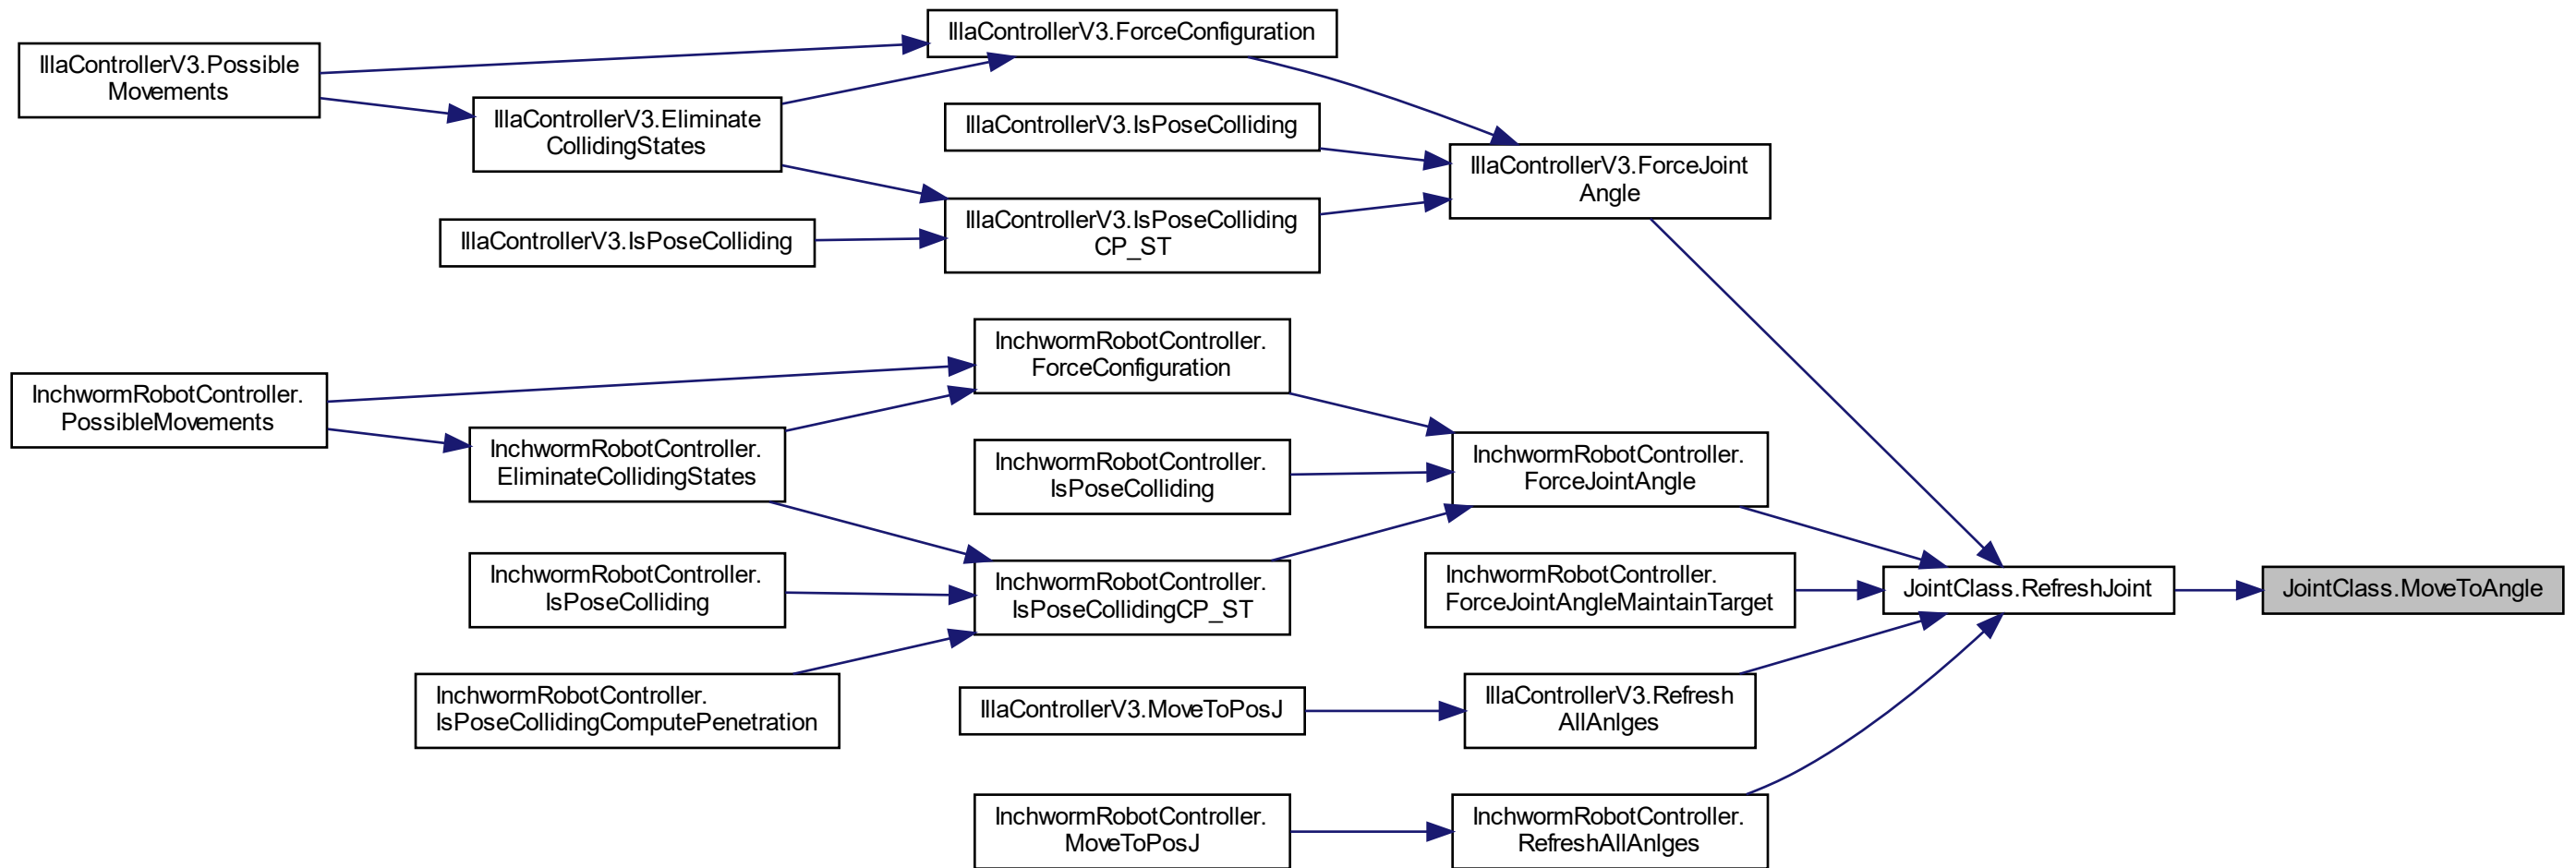 IllaControllerV3.ForceConfiguration
IllaControllerV3.Possible
Movements
IllaControllerV3.Eliminate
CollidingStates
IllaControllerV3.IsPoseColliding
IllaControllerV3.ForceJoint
Angle
IllaControllerV3.IsPoseColliding
IllaControllerV3.IsPoseColliding
CP_ST
InchwormRobotController.
ForceConfiguration
InchwormRobotController.
PossibleMovements
InchwormRobotController.
EliminateCollidingStates
InchwormRobotController.
IsPoseColliding
InchwormRobotController.
ForceJointAngle
InchwormRobotController.
IsPoseColliding
InchwormRobotController.
IsPoseCollidingCP_ST
InchwormRobotController.
ForceJointAngleMaintainTarget
JointClass.RefreshJoint
JointClass.MoveToAngle
InchwormRobotController.
IsPoseCollidingComputePenetration
IllaControllerV3.MoveToPosJ
IllaControllerV3.Refresh
AllAnlges
InchwormRobotController.
MoveToPosJ
InchwormRobotController.
RefreshAllAnlges